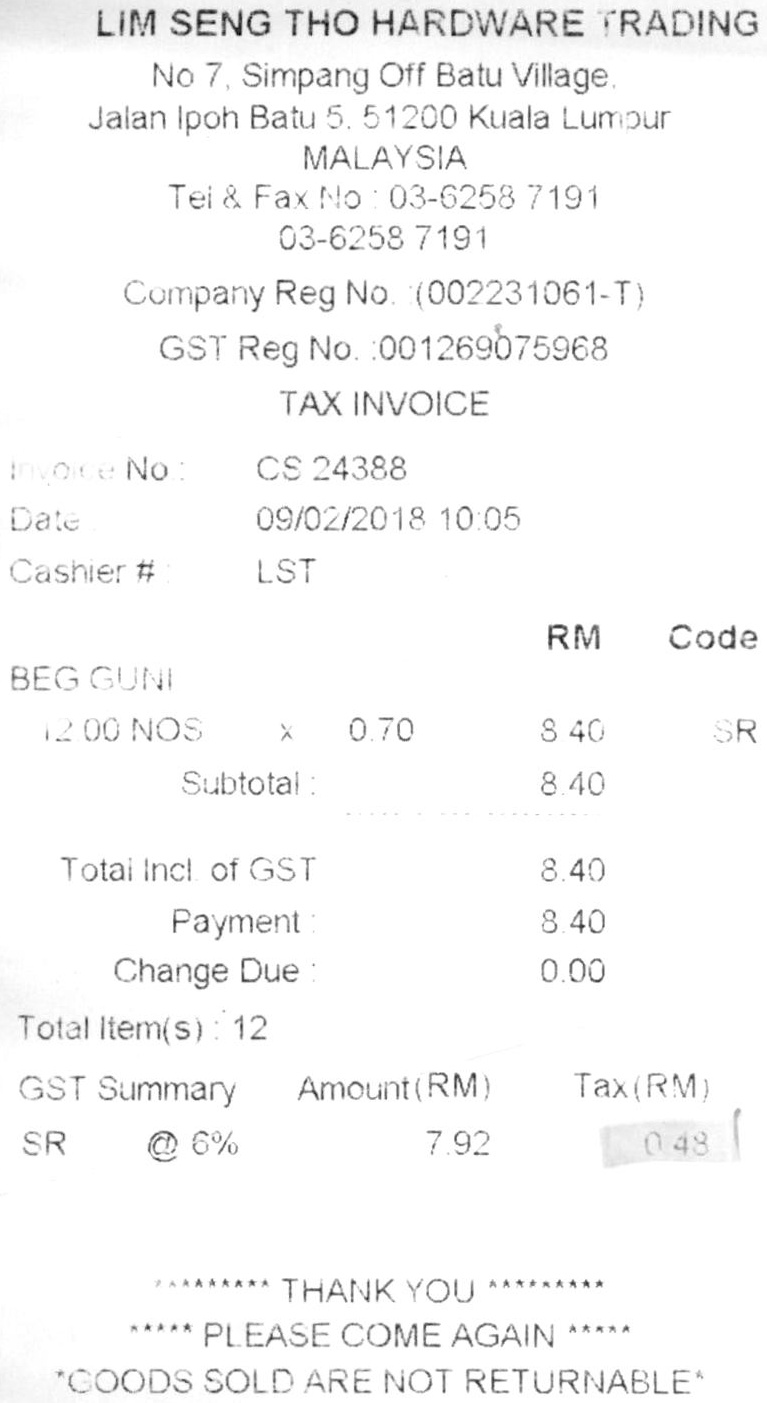 LIM SENG THO HARDWARE TRADING
No 7, Simpang Off Batu Village,
Jalan Ipoh Batu 5, 51200 Kuala Lumpur
MALAYSIA
Tel & Fax No : 03-6258 7191
03-6258 7191
Company Reg No. :(002231061-T)
GST Reg No. :001269075968
TAX INVOICE
Invoice No : CS 24388
Date : 09/02/2018 10:05
Cashier # : LST
RM Code
BEG GUNI
12.00 NOS x 0.70 8.40 SR
Subtotal : 8.40
Total Incl. of GST 8.40
Payment : 8.40
Change Due : 0.00
Total Item(s) : 12
GST Summary Amount(RM) Tax(RM)
SR @ 6% 7.92 0.48
********* THANK YOU *********
***** PLEASE COME AGAIN *****
*GOODS SOLD ARE NOT RETURNABLE*